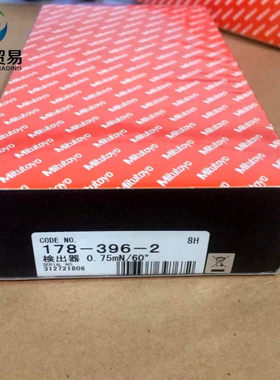 贸易
TRADING
Mitutoyo
CODE NO.
178-396-2
8H
検出器 0.75mN/60°
SERIAL NO.
312721806